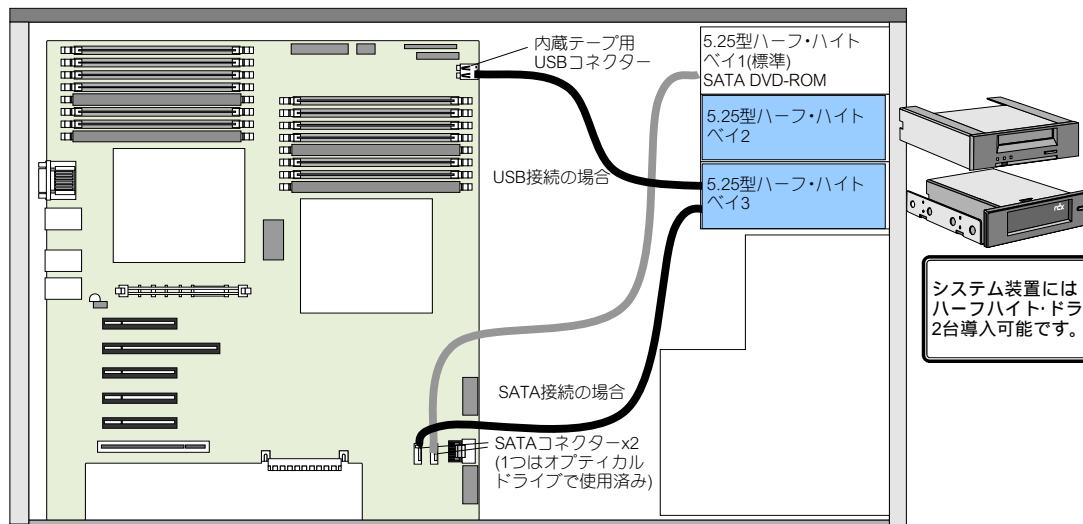 内蔵テープ用
USBコネクター
5.25型ハーフ・ハイト
ベイ1(標準)
SATA DVD-ROM
5.25型ハーフ・ハイト
ベイ2
5.25型ハーフ・ハイト
ベイ3
USB接続の場合
rdx
システム装置には
ハーフハイト・ドラ
2台導入可能です。
SATA接続の場合
SATAコネクターx2
(1つはオプティカル
ドライブで使用済み)